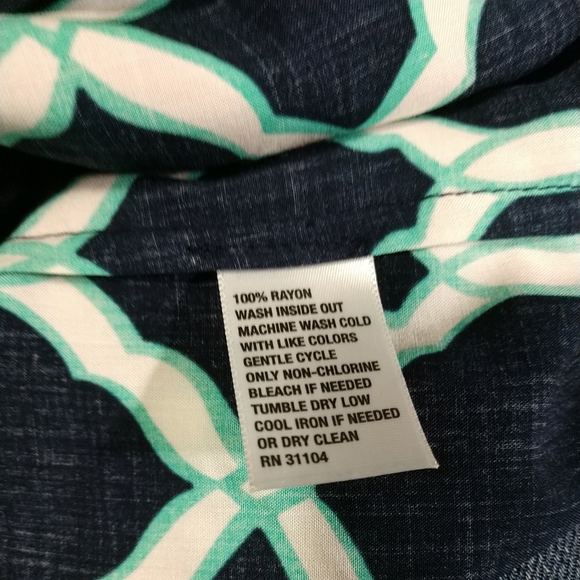 100% RAYON
WASH INSIDE OUT
MACHINE WASH COLD
WITH LIKE COLORS
GENTLE CYCLE
ONLY NON-CHLORINE
BLEACH IF NEEDED
TUMBLE DRY LOW
COOL IRON IF NEEDED
OR DRY CLEAN
RN 31104